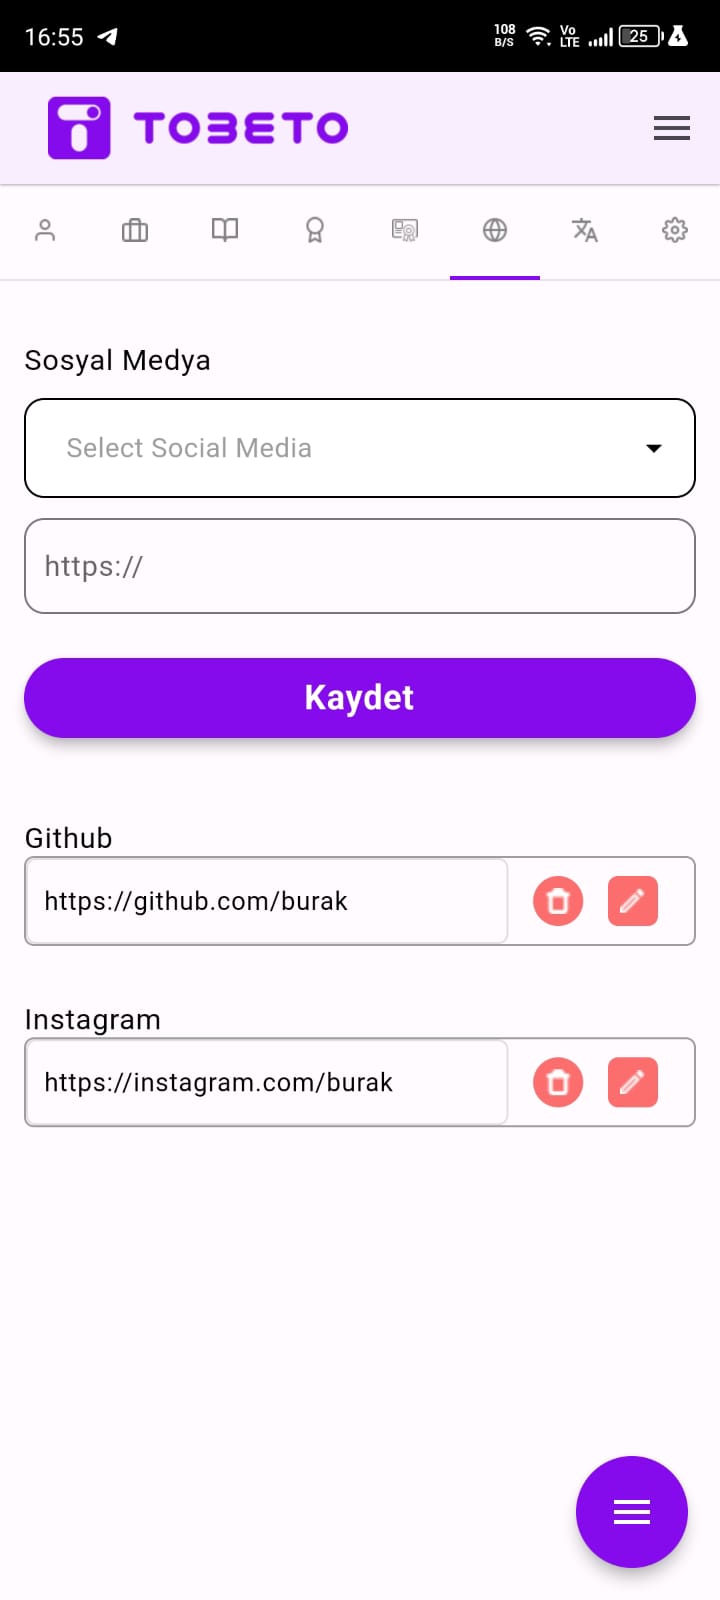 16:55
108
B/S
Vo
LTE
25
TOBETO
Sosyal Medya
Select Social Media
https://
Kaydet
Github
https://github.com/burak
Instagram
https://instagram.com/burak